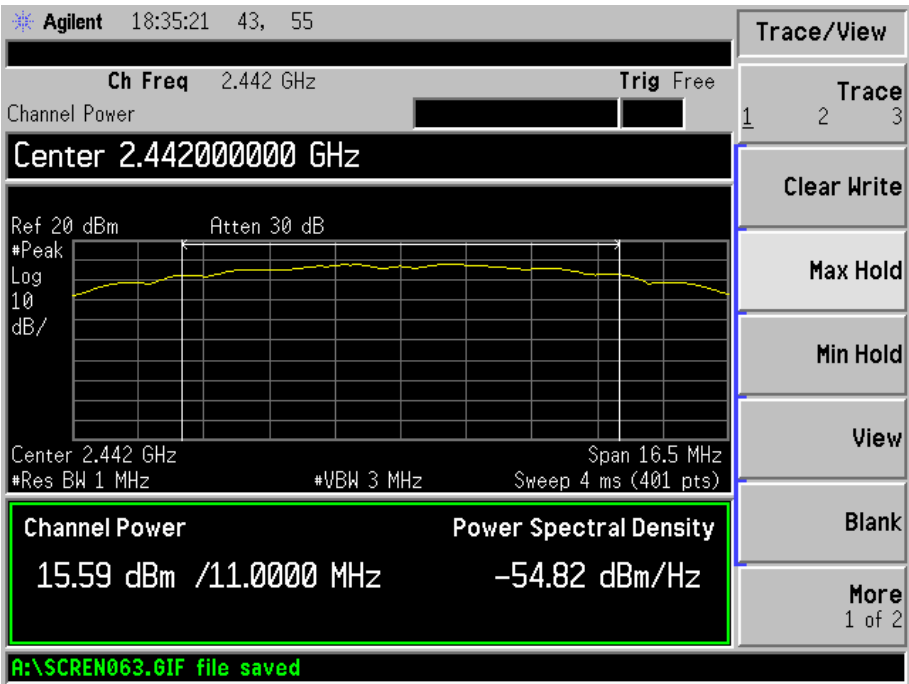 Agilent 18:35:21 43, 55
Ch Freq 2.442 GHz Trig Free
Channel Power
Center 2.442000000 GHz
Ref 20 dBm Atten 30 dB
#Peak
Log
10
dB/
Center 2.442 GHz Span 16.5 MHz
#Res BW 1 MHz #VBW 3 MHz Sweep 4 ms (401 pts)
Channel Power Power Spectral Density
15.59 dBm /11.0000 MHz -54.82 dBm/Hz
A:\SCREN063.GIF file saved
Trace/View
Trace
1 2 3
Clear Write
Max Hold
Min Hold
View
Blank
More
1 of 2